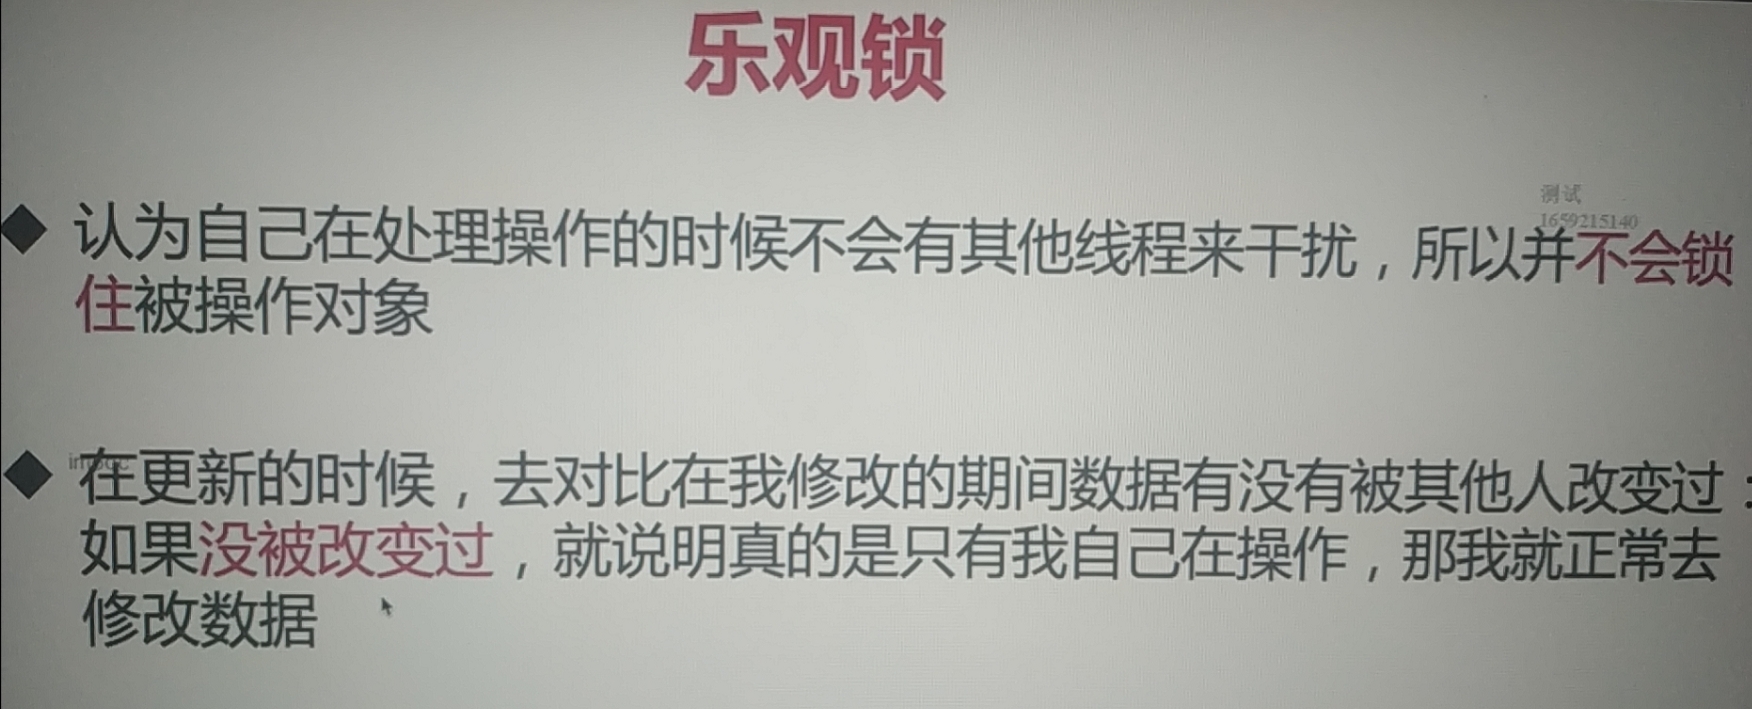 乐观锁
测试
1659215140
◆ 认为自己在处理操作的时候不会有其他线程来干扰，所以并不会锁
住被操作对象
◆ 在更新的时候，去对比在我修改的期间数据有没有被其他人改变过：
如果没被改变过，就说明真的是只有我自己在操作，那我就正常去
修改数据